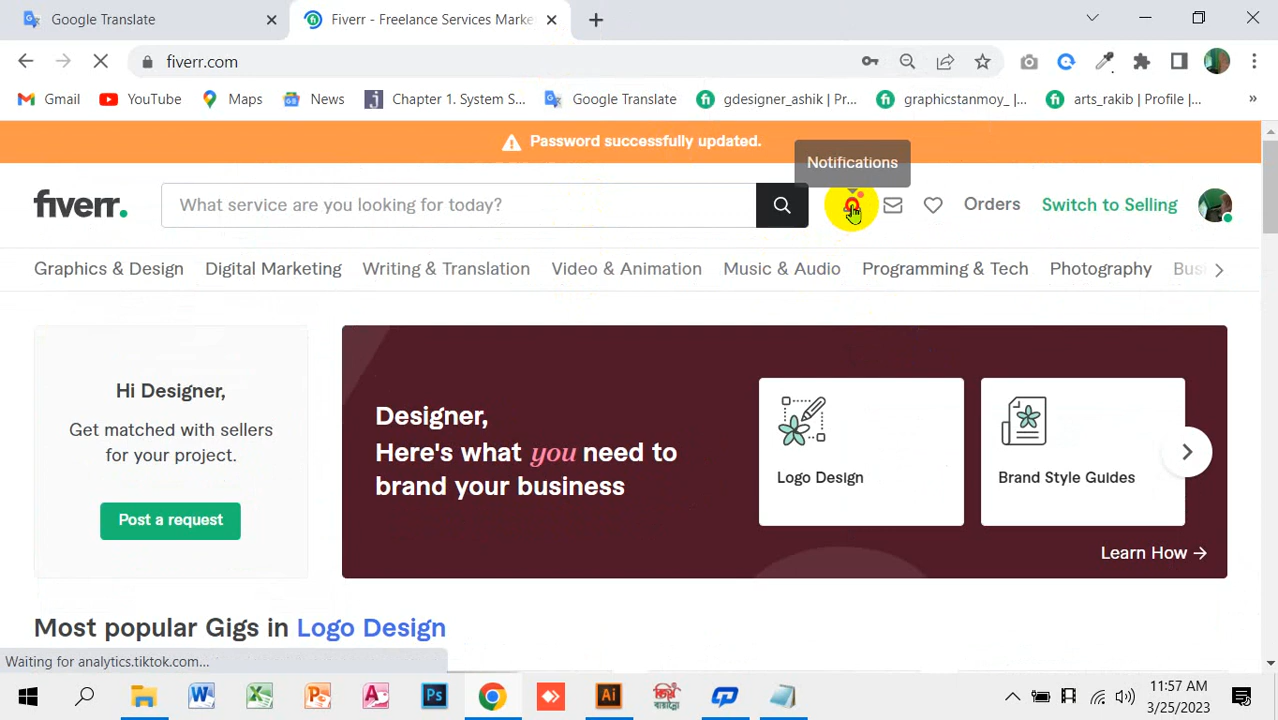 Google Translate
Fiverr - Freelance Services Marke
fiverr.com
Gmail
YouTube
Maps
News
Chapter 1. System S...
Google Translate
gdesigner_ashik | Pr...
graphicstanmoy_ |...
arts_rakib | Profile |...
»
Password successfully updated.
Notifications
fiverr.
What service are you looking for today?
Orders
Switch to Selling
Graphics & Design
Digital Marketing
Writing & Translation
Video & Animation
Music & Audio
Programming & Tech
Photography
Busi
Hi Designer,
Get matched with sellers
for your project.
Post a request
Designer,
Here's what you need to
brand your business
Logo Design
Brand Style Guides
Learn How →
Most popular Gigs in Logo Design
Waiting for analytics.tiktok.com...
11:57 AM
3/25/2023